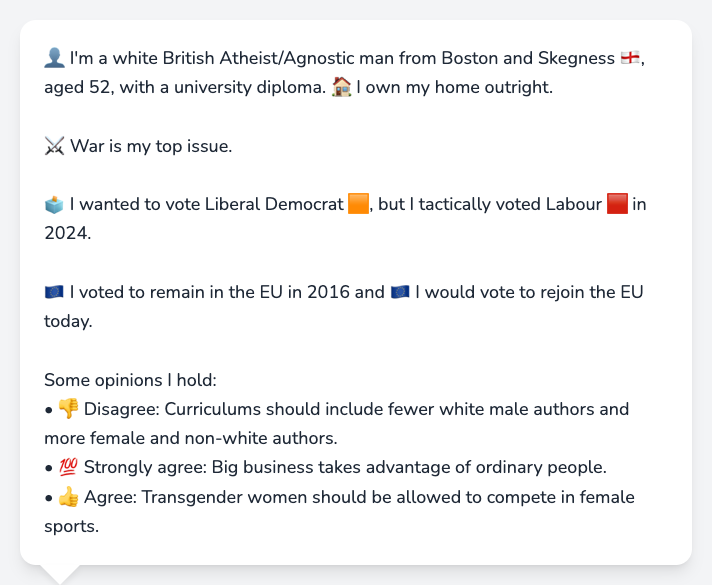 👤 I'm a white British Atheist/Agnostic man from Boston and Skegness 🏴󠁧󠁢󠁥󠁮󠁧󠁿,
aged 52, with a university diploma. 🏠 I own my home outright.
⚔️ War is my top issue.
🗳️ I wanted to vote Liberal Democrat 🟧, but I tactically voted Labour 🟥 in
2024.
🇪🇺 I voted to remain in the EU in 2016 and 🇪🇺 I would vote to rejoin the EU
today.
Some opinions I hold:
• 👎 Disagree: Curriculums should include fewer white male authors and
more female and non-white authors.
• 💯 Strongly agree: Big business takes advantage of ordinary people.
• 👍 Agree: Transgender women should be allowed to compete in female
sports.